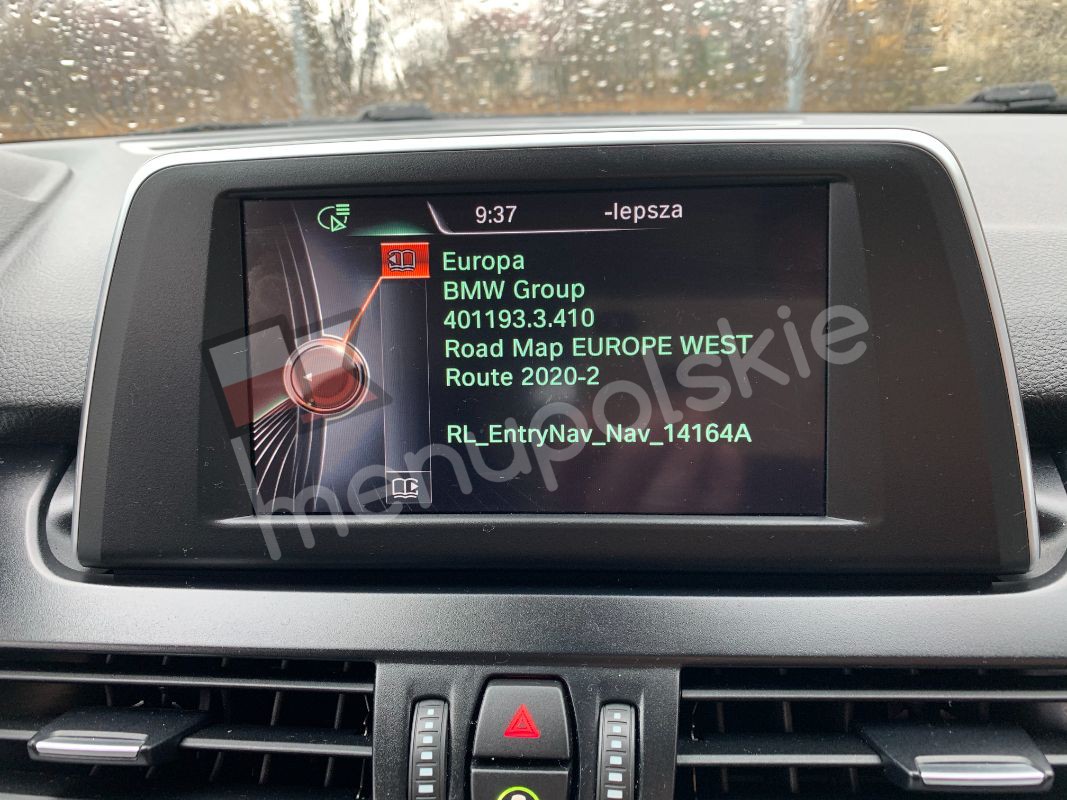 9:37
-lepsza
Europa
BMW Group
401193.3.410
Road Map EUROPE WEST
Route 2020-2
RL_EntryNav_Nav_14164A
menupolskie